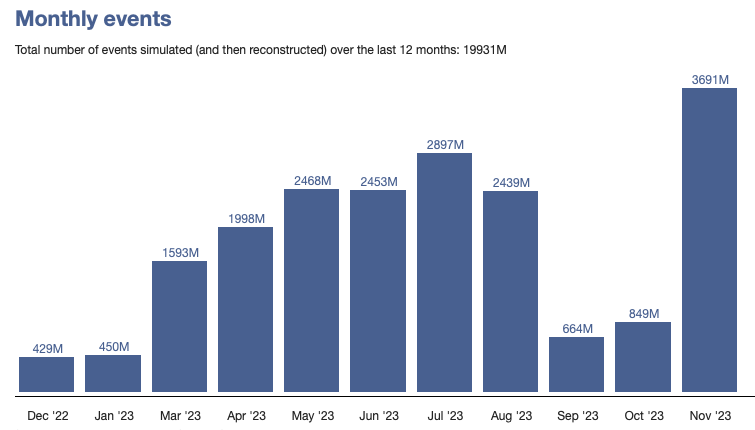 Monthly events
Total number of events simulated (and then reconstructed) over the last 12 months: 19931M
3691M
2897M
2468M 2453M 2439M
1998M
1593M
849M
664M
429M 450M
Dec '22 Jan '23 Mar '23 Apr '23 May '23 Jun '23 Jul '23 Aug '23 Sep '23 Oct '23 Nov '23